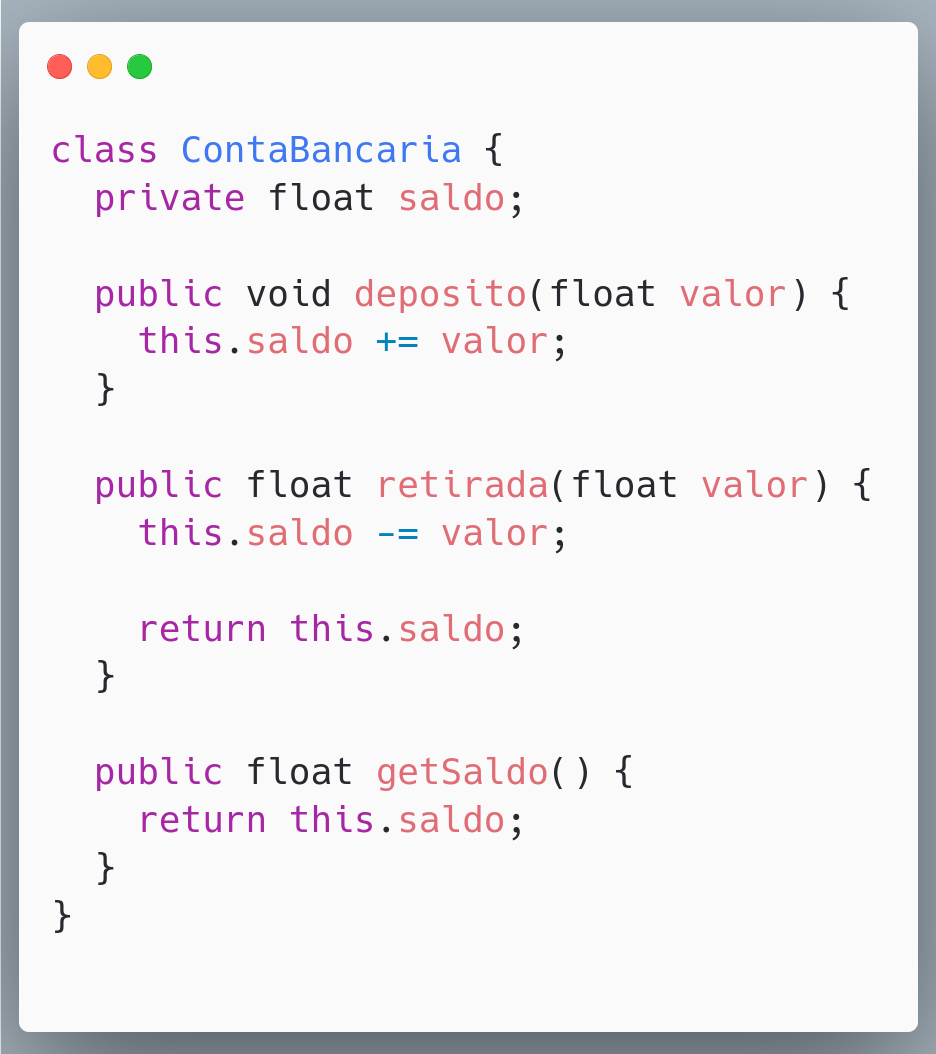 class ContaBancaria {
  private float saldo;

  public void deposito(float valor) {
    this.saldo += valor;
  }

  public float retirada(float valor) {
    this.saldo -= valor;

    return this.saldo;
  }

  public float getSaldo() {
    return this.saldo;
  }
}